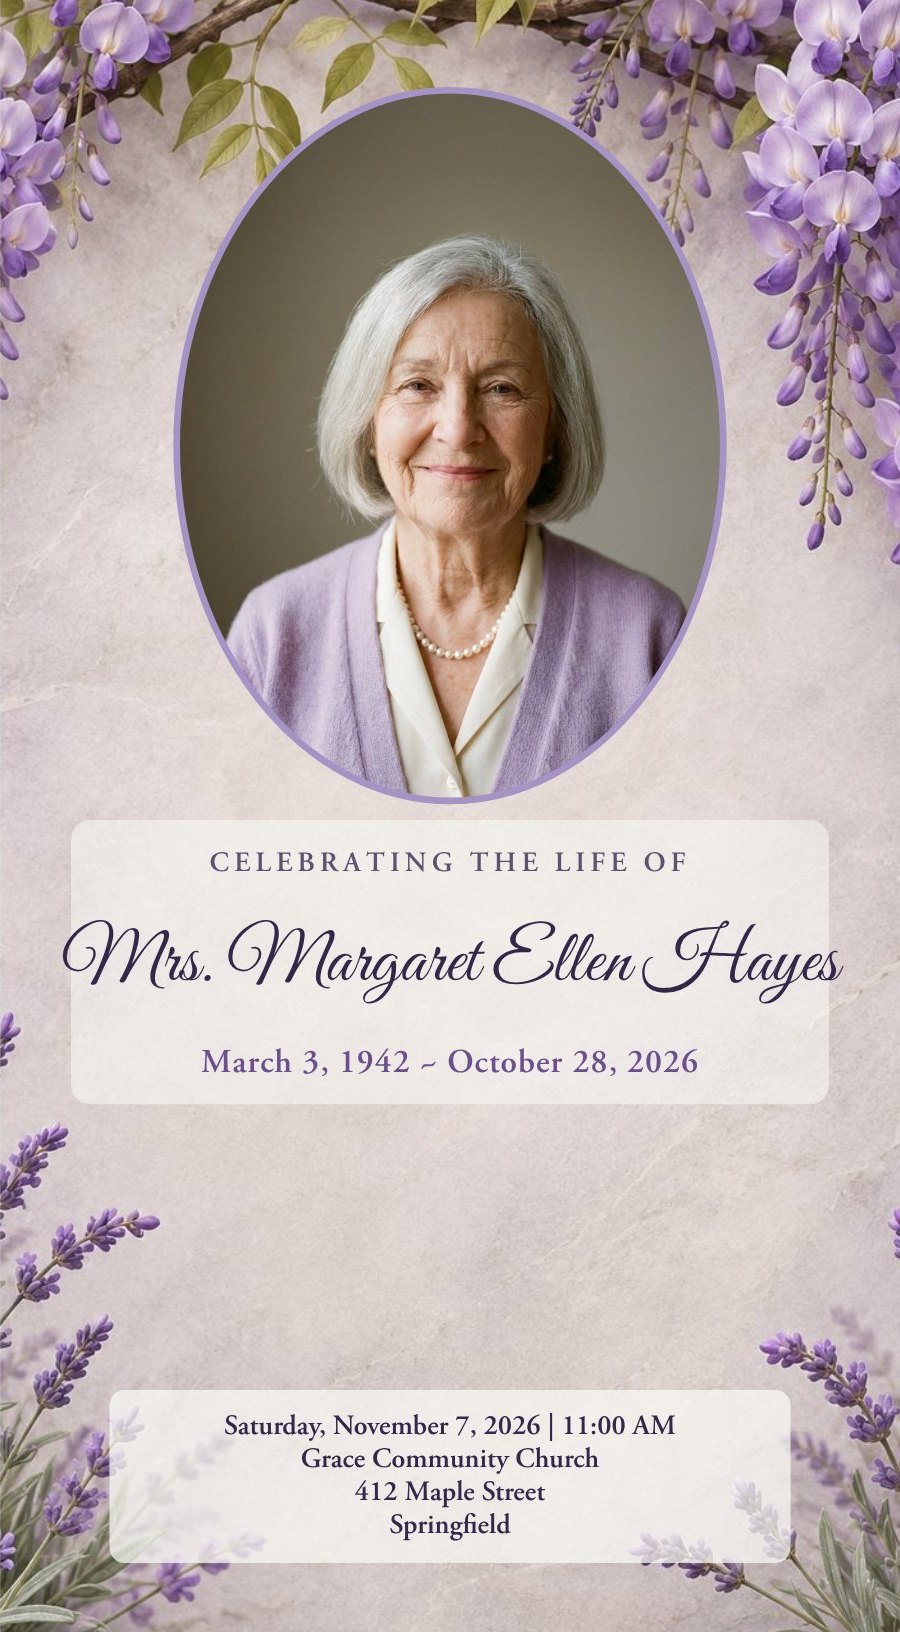 CELEBRATING THE LIFE OF
Mrs. Margaret Ellen Hayes
March 3, 1942 ~ October 28, 2026
Saturday, November 7, 2026 | 11:00 AM
Grace Community Church
412 Maple Street
Springfield